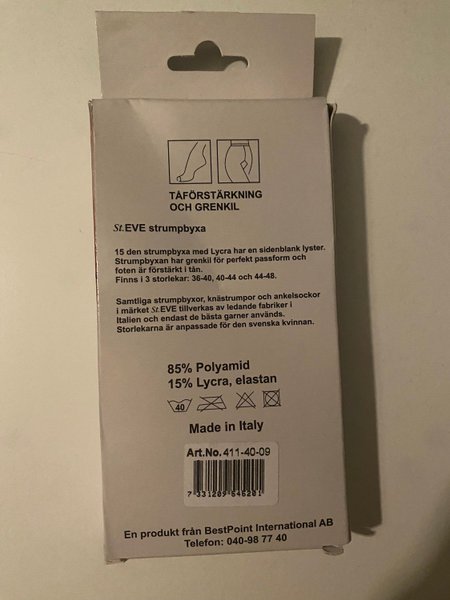 TÅFÖRSTÄRKNING
OCH GRENKIL
St.EVE strumpbyxa
15 den strumpbyxa med Lycra har en sidenblank lyster.
Strumpbyxan har grenkil för perfekt passform och
foten är förstärkt i tån.
Finns i 3 storlekar: 36-40, 40-44 och 44-48.
Samtliga strumpbyxor, knästrumpor och ankelsockor
i märket St EVE tillverkas av ledande fabriker i
Italien och endast de bästa garner används.
Storlekarna är anpassade för den svenska kvinnan.
85% Polyamid
15% Lycra, elastan
40
Made in Italy
Art.No. 411-40-09
7 331209 646201
En produkt från BestPoint International AB
Telefon: 040-98 77 40